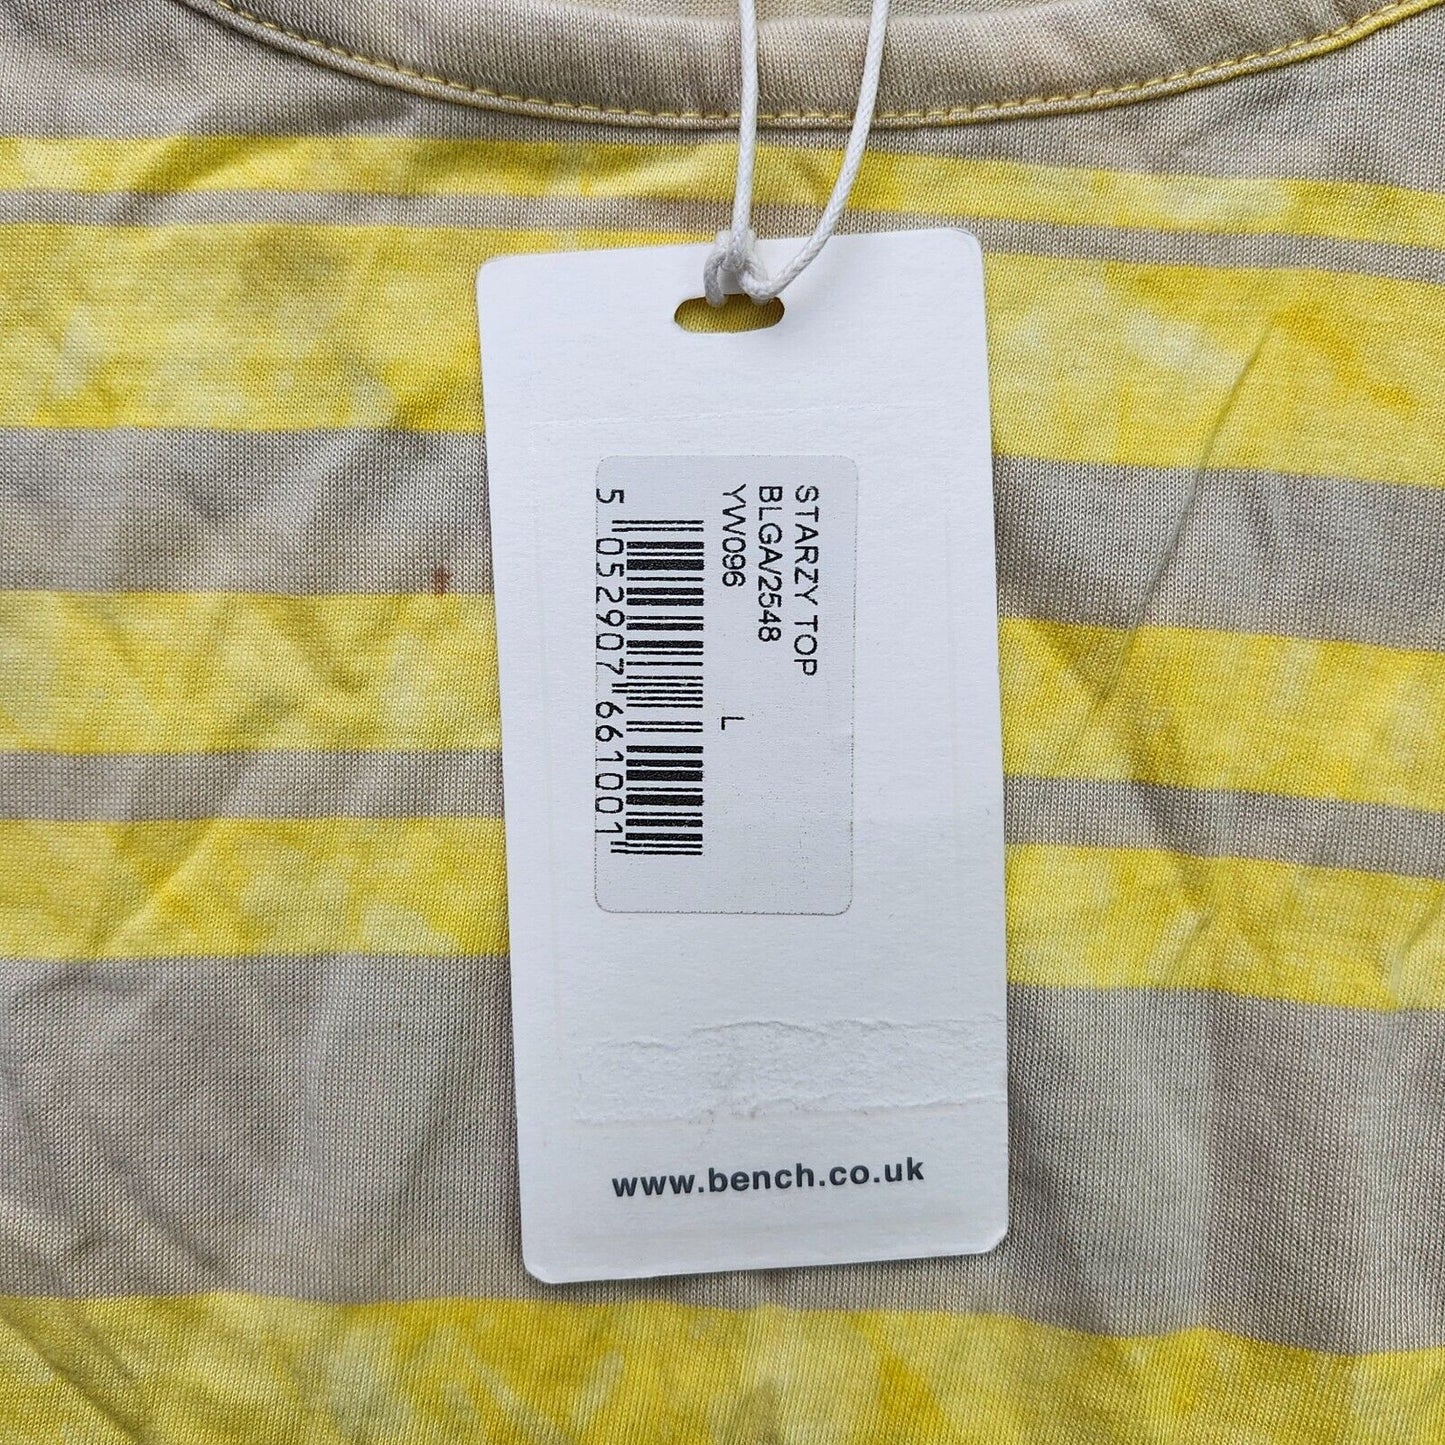 STARZY TOP
BLGA/2548
YW096
L
5 052907 661001
www.bench.co.uk